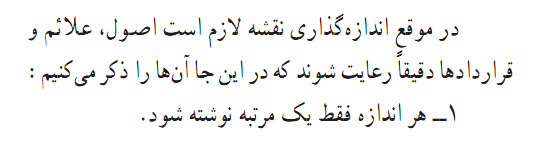 در موقع اندازه‌گذاری نقشه لازم است اصول، علائم و
قراردادها دقیقاً رعایت شوند که در این جا آن‌ها را ذکر می‌کنیم :
۱ــ هر اندازه فقط یک مرتبه نوشته شود.